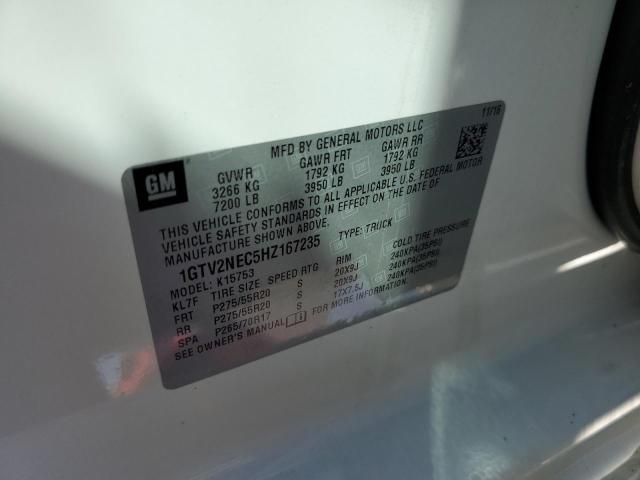 11/16
MFD BY GENERAL MOTORS LLC
GM
GVWR GAWR FRT GAWR RR
3266 KG 1792 KG 1792 KG
7200 LB 3950 LB 3950 LB
THIS VEHICLE CONFORMS TO ALL APPLICABLE U.S. FEDERAL MOTOR
VEHICLE SAFETY STANDARDS IN EFFECT ON THE DATE OF
MANUFACTURE SHOWN ABOVE.
1GTV2NEC5HZ167235 TYPE: TRUCK
MODEL: K15753
KL7F TIRE SIZE SPEED RTG RIM COLD TIRE PRESSURE
FRT P275/55R20 S 20X9J 240KPA(35PSI)
RR P275/55R20 S 20X9J 240KPA(35PSI)
SPA P265/70R17 S 17X7.5J 240KPA(35PSI)
SEE OWNER'S MANUAL FOR MORE INFORMATION.